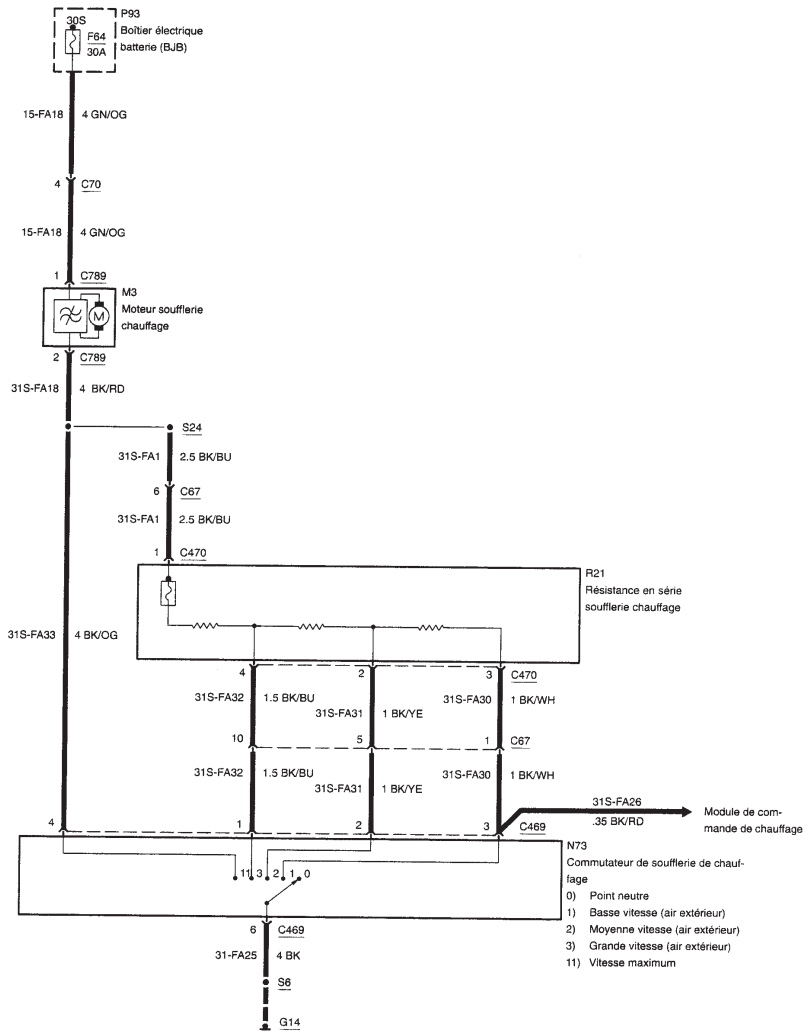 30S
P93
F64
30A
Boîtier électrique
batterie (BJB)
15-FA18 4 GN/OG
4 C70
15-FA18 4 GN/OG
1 C789
M3
Moteur soufflerie
chauffage
M
2 C789
31S-FA18 4 BK/RD
S24
31S-FA1 2.5 BK/BU
6 C67
31S-FA1 2.5 BK/BU
1 C470
R21
Résistance en série
soufflerie chauffage
31S-FA33 4 BK/OG
4 2 3 C470
31S-FA32 1.5 BK/BU 31S-FA31 1 BK/YE 31S-FA30 1 BK/WH
10 5 1 C67
31S-FA32 1.5 BK/BU 31S-FA31 1 BK/YE 31S-FA30 1 BK/WH
31S-FA26
.35 BK/RD
Module de com-
mande de chauffage
4 1 2 3 C469
N73
Commutateur de soufflerie de chauf-
fage
11 3 2 1 0
0) Point neutre
1) Basse vitesse (air extérieur)
2) Moyenne vitesse (air extérieur)
3) Grande vitesse (air extérieur)
11) Vitesse maximum
6 C469
31-FA25 4 BK
S6
G14